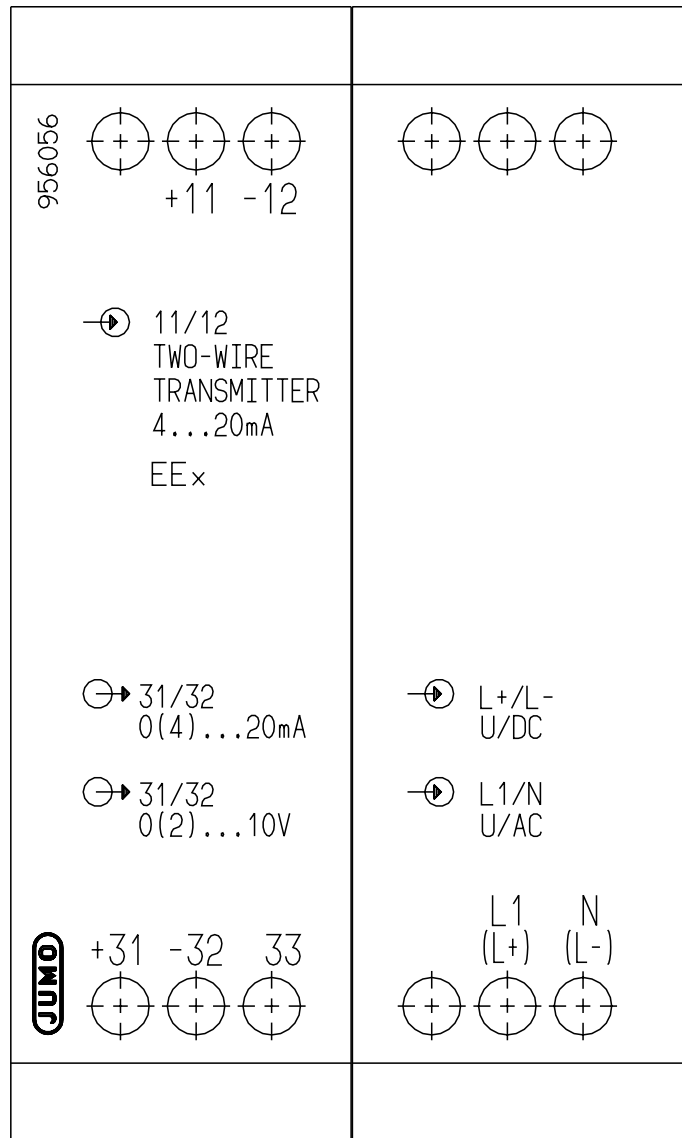 956056
+11 -12
11/12
TWO-WIRE
TRANSMITTER
4...20mA
EEx
31/32
0(4)...20mA
31/32
0(2)...10V
L+/L-
U/DC
L1/N
U/AC
JUMO
+31 -32 33
L1 N
(L+) (L-)